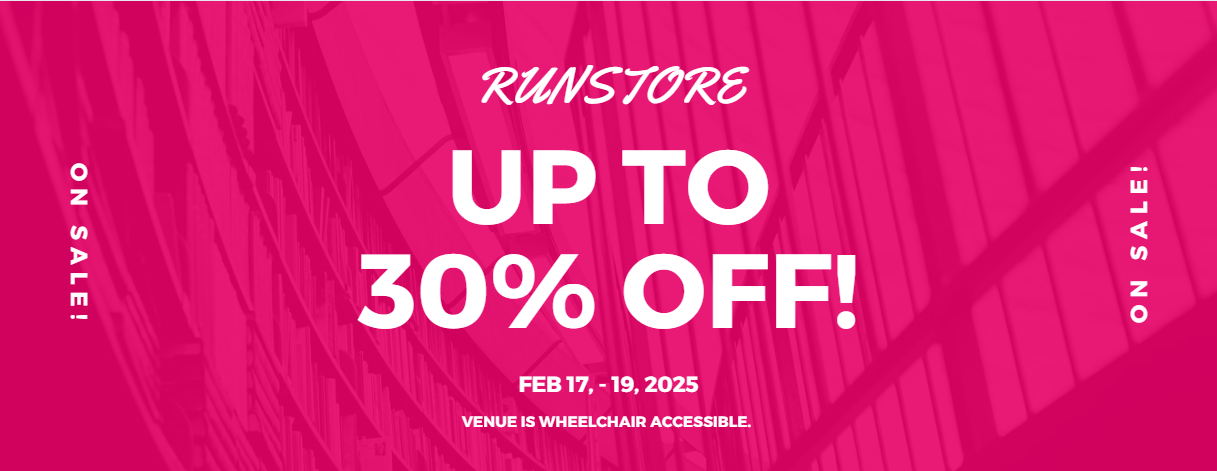 RUNSTORE
UP TO
30% OFF!
ON SALE!
ON SALE!
FEB 17, - 19, 2025
VENUE IS WHEELCHAIR ACCESSIBLE.